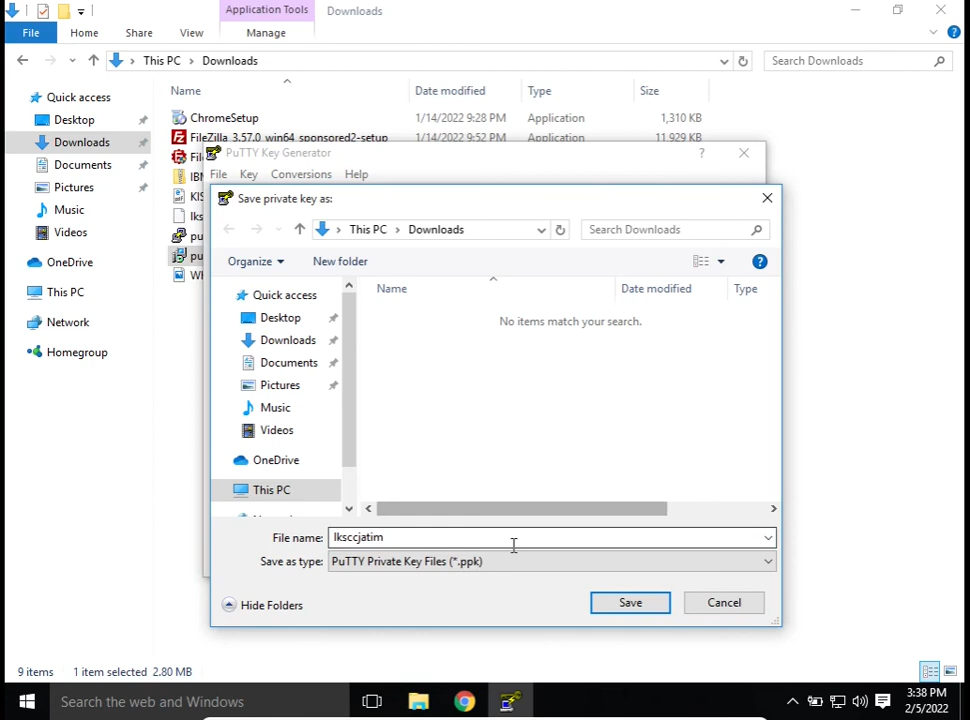 Application Tools Downloads
File Home Share View Manage
This PC Downloads Search Downloads
Name Date modified Type Size
Quick access
Desktop
Downloads
Documents
Pictures
Music
Videos
OneDrive
This PC
Network
Homegroup
ChromeSetup 1/14/2022 9:28 PM Application 1,310 KB
FileZilla_3.57.0_win64_sponsored2-setup 1/14/2022 9:52 PM Application 11,929 KB
PuTTY Key Generator ?
File Key Conversions Help
Save private key as:
This PC Downloads Search Downloads
Organize New folder ?
Name Date modified Type
No items match your search.
Quick access
Desktop
Downloads
Documents
Pictures
Music
Videos
OneDrive
This PC
File name: lksccjatim
Save as type: PuTTY Private Key Files (*.ppk)
Hide Folders Save Cancel
9 items 1 item selected 2.80 MB
Search the web and Windows
3:38 PM
2/5/2022